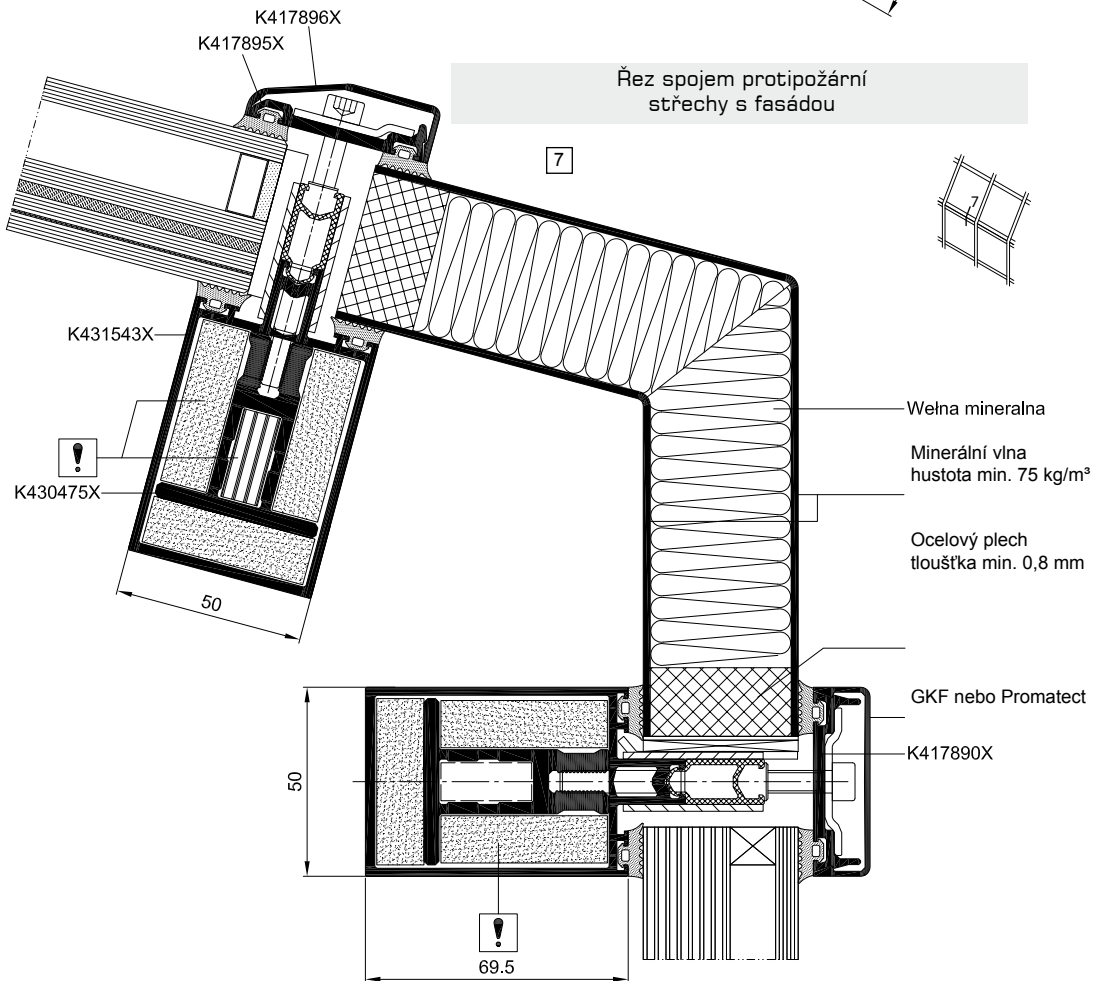 K417896X
K417895X
Řez spojem protipožární
střechy s fasádou
7
7
K431543X
!
K430475X
50
Wełna mineralna
Minerální vlna
hustota min. 75 kg/m³
Ocelový plech
tloušťka min. 0,8 mm
GKF nebo Promatect
K417890X
50
!
69.5